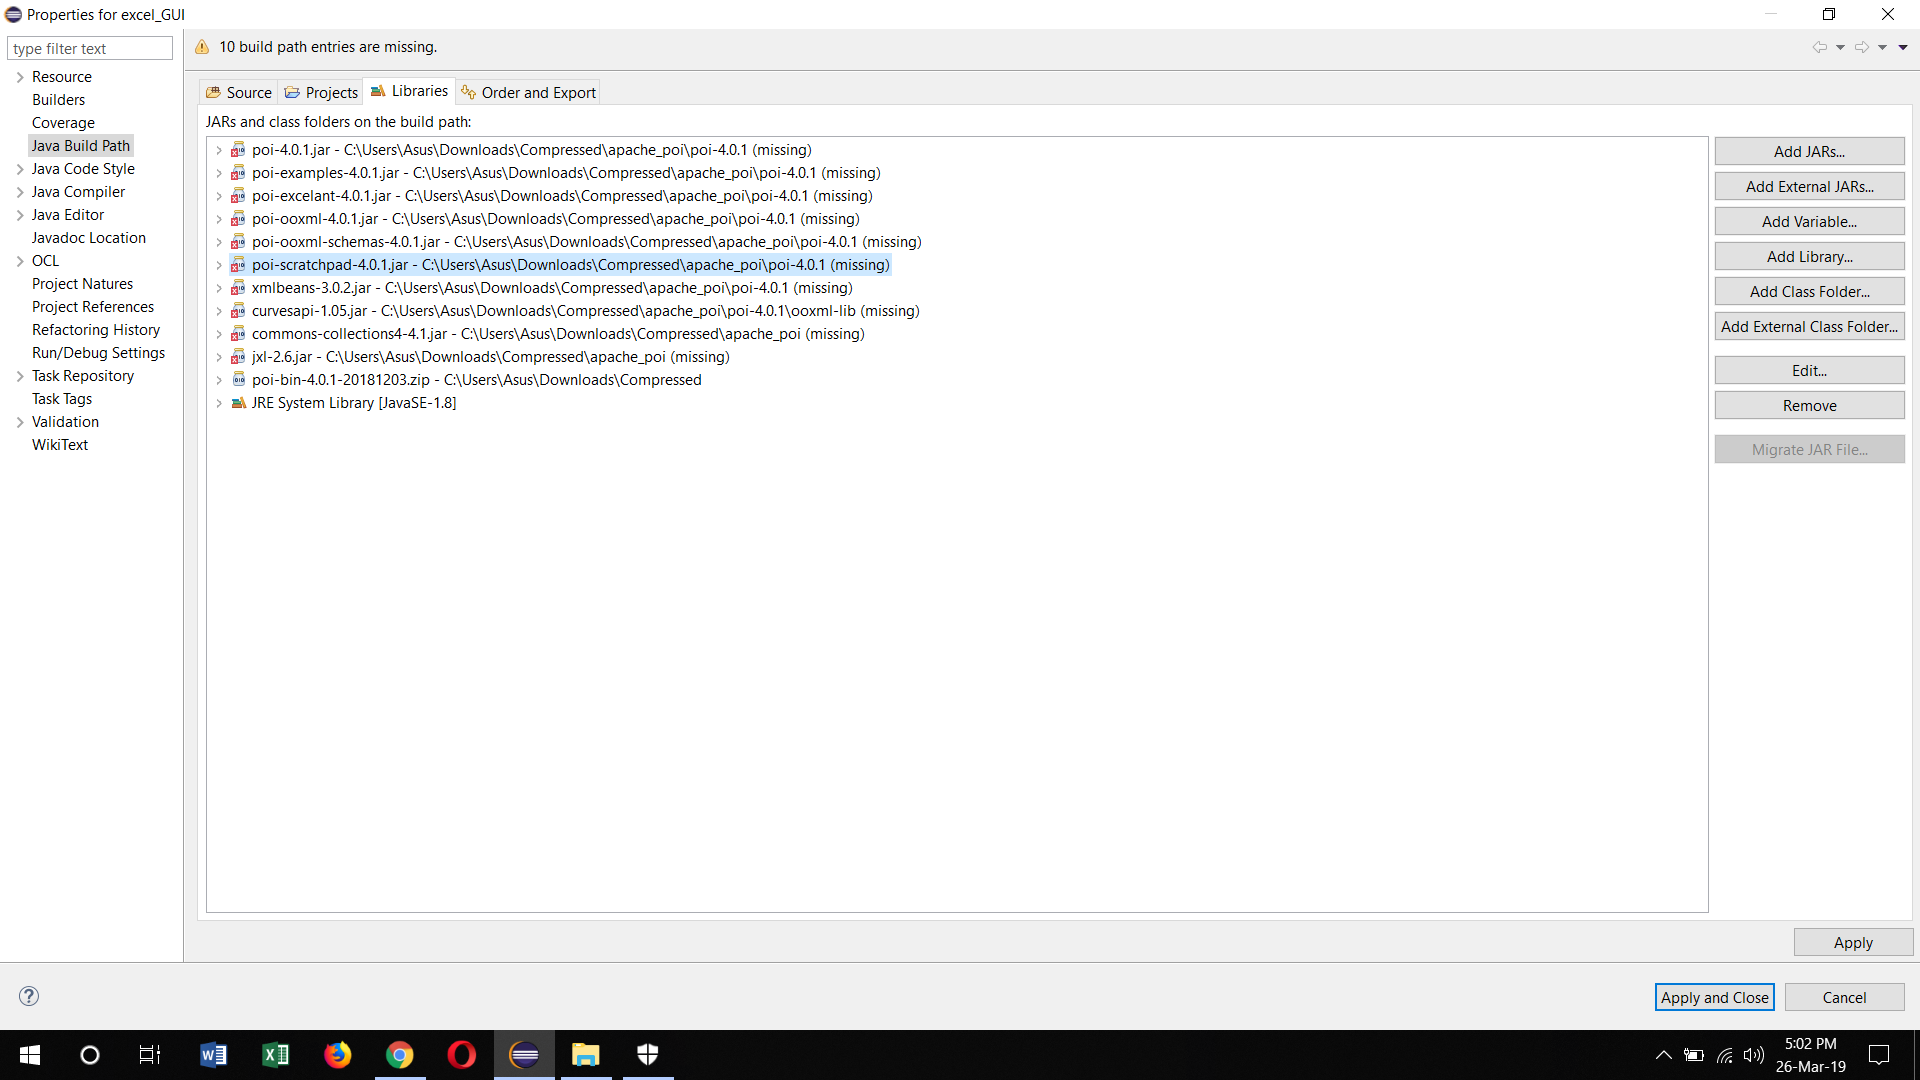 Properties for excel_GUI
type filter text
Resource
Builders
Coverage
Java Build Path
Java Code Style
Java Compiler
Java Editor
Javadoc Location
OCL
Project Natures
Project References
Refactoring History
Run/Debug Settings
Task Repository
Task Tags
Validation
WikiText
10 build path entries are missing.
Source Projects Libraries Order and Export
JARs and class folders on the build path:
poi-4.0.1.jar - C:\Users\Asus\Downloads\Compressed\apache_poi\poi-4.0.1 (missing)
poi-examples-4.0.1.jar - C:\Users\Asus\Downloads\Compressed\apache_poi\poi-4.0.1 (missing)
poi-excelant-4.0.1.jar - C:\Users\Asus\Downloads\Compressed\apache_poi\poi-4.0.1 (missing)
poi-ooxml-4.0.1.jar - C:\Users\Asus\Downloads\Compressed\apache_poi\poi-4.0.1 (missing)
poi-ooxml-schemas-4.0.1.jar - C:\Users\Asus\Downloads\Compressed\apache_poi\poi-4.0.1 (missing)
poi-scratchpad-4.0.1.jar - C:\Users\Asus\Downloads\Compressed\apache_poi\poi-4.0.1 (missing)
xmlbeans-3.0.2.jar - C:\Users\Asus\Downloads\Compressed\apache_poi\poi-4.0.1 (missing)
curvesapi-1.05.jar - C:\Users\Asus\Downloads\Compressed\apache_poi\poi-4.0.1\ooxml-lib (missing)
commons-collections4-4.1.jar - C:\Users\Asus\Downloads\Compressed\apache_poi (missing)
jxl-2.6.jar - C:\Users\Asus\Downloads\Compressed\apache_poi (missing)
poi-bin-4.0.1-20181203.zip - C:\Users\Asus\Downloads\Compressed
JRE System Library [JavaSE-1.8]
Add JARs...
Add External JARs...
Add Variable...
Add Library...
Add Class Folder...
Add External Class Folder...
Edit...
Remove
Migrate JAR File...
Apply
Apply and Close Cancel
5:02 PM
26-Mar-19